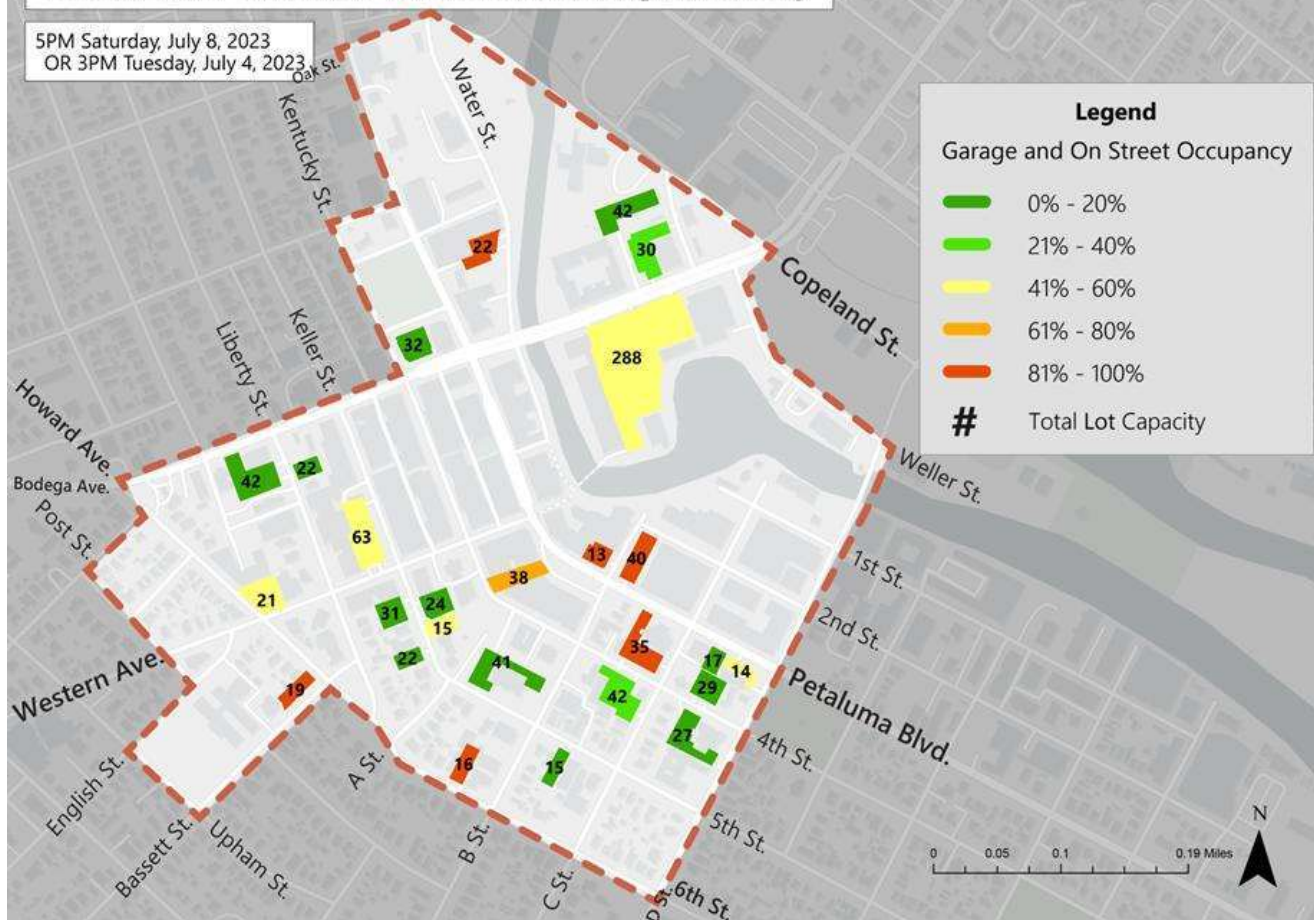 5PM Saturday, July 8, 2023
OR 3PM Tuesday, July 4, 2023
Oak St.
Water St.
Kentucky St.
Legend
Garage and On Street Occupancy
0% - 20%
21% - 40%
41% - 60%
61% - 80%
81% - 100%
# Total Lot Capacity
42
22
30
Copeland St.
32
288
Keller St.
Liberty St.
Howard Ave.
Bodega Ave.
Post St.
42
22
63
Weller St.
13
40
1st St.
38
21
31
24
15
22
2nd St.
35
41
17
14
29
42
27
Petaluma Blvd.
4th St.
Western Ave.
19
16
15
A St.
English St.
Bassett St.
Upham St.
B St.
C St.
D St.
5th St.
6th St.
N
0 0.05 0.1 0.19 Miles